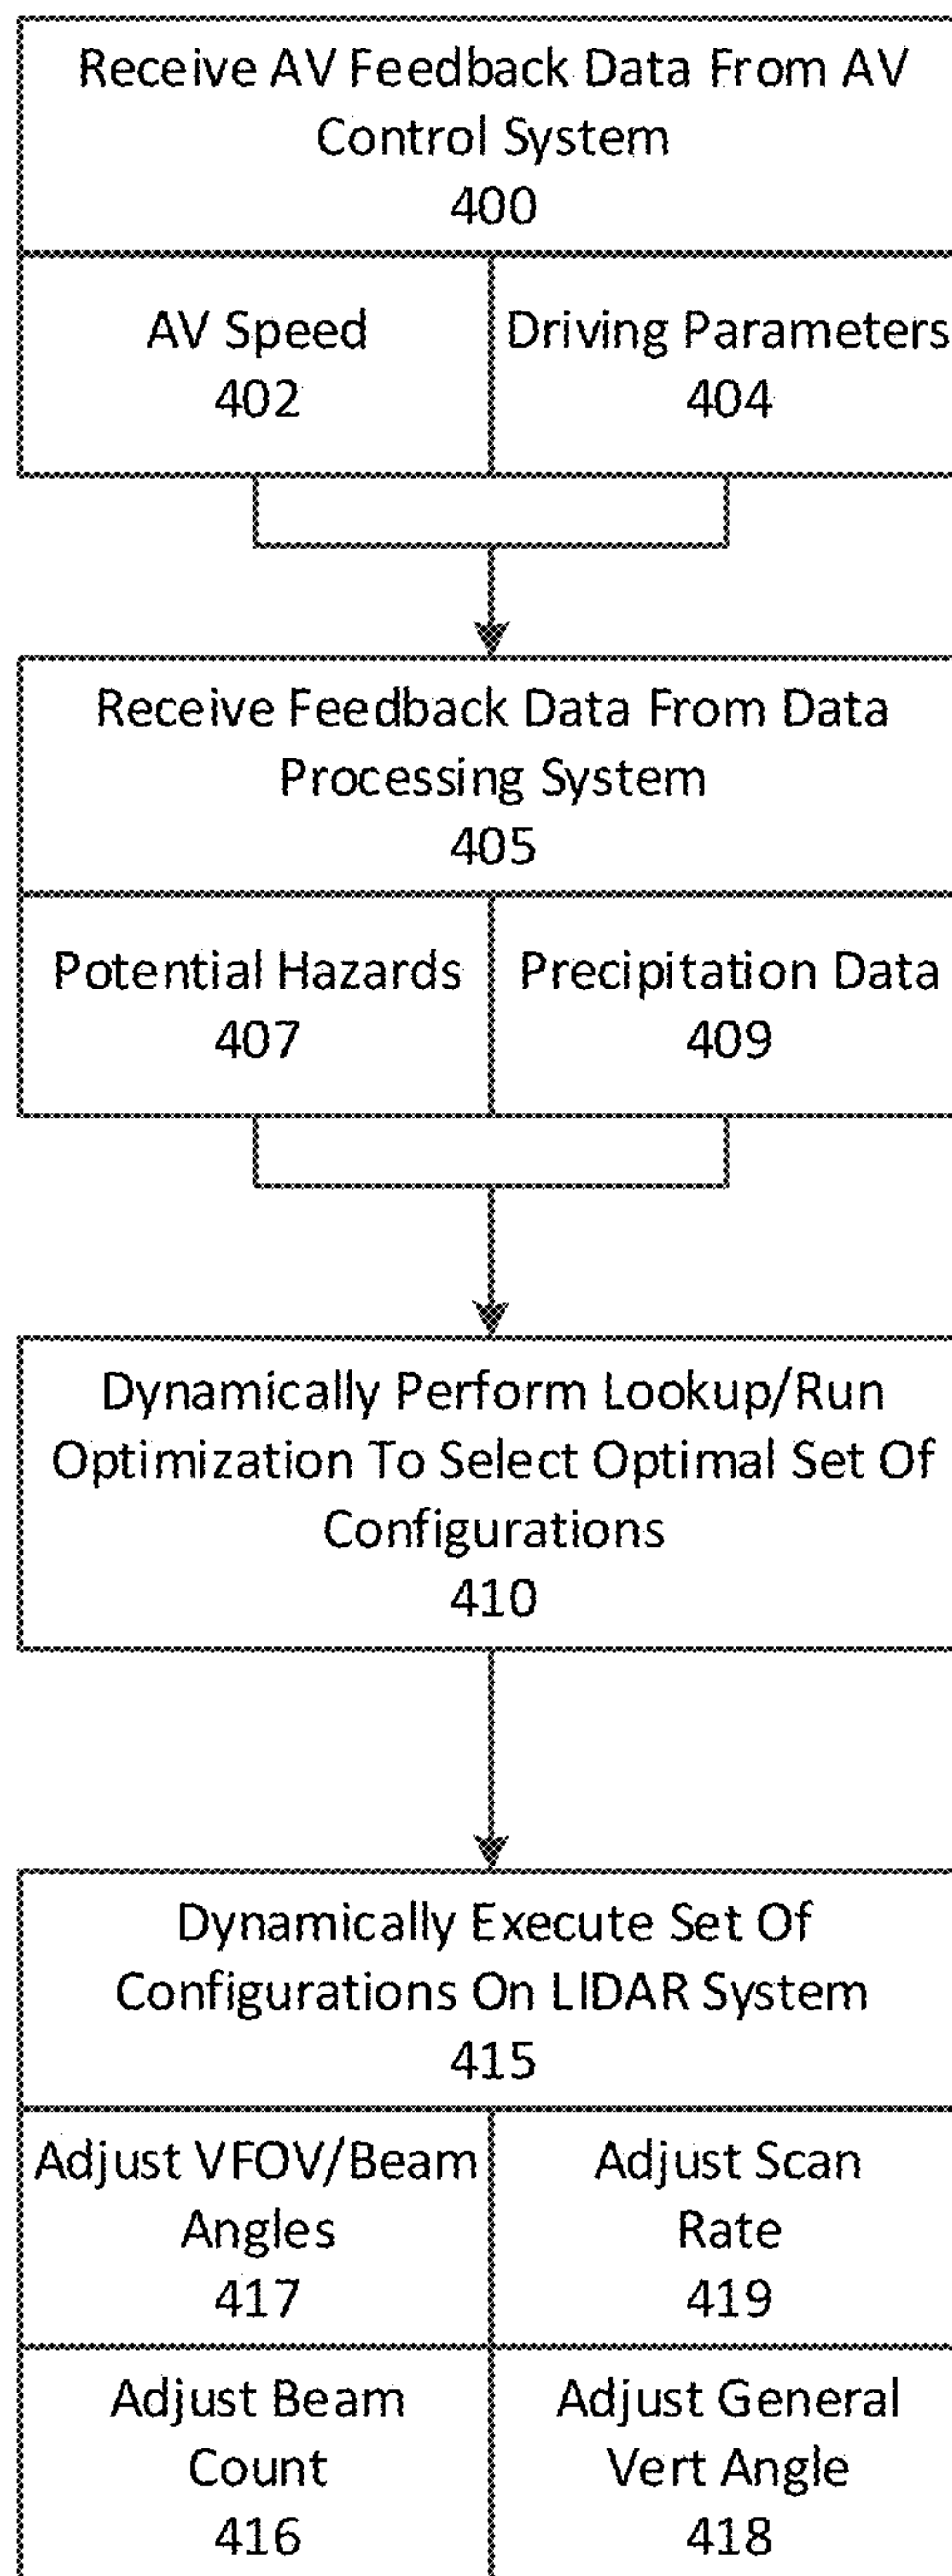 Receive AV Feedback Data From AV
Control System
400
AV Speed
402
Driving Parameters
404
Receive Feedback Data From Data
Processing System
405
Potential Hazards
407
Precipitation Data
409
Dynamically Perform Lookup/Run
Optimization To Select Optimal Set Of
Configurations
410
Dynamically Execute Set Of
Configurations On LIDAR System
415
Adjust VFOV/Beam
Angles
417
Adjust Scan
Rate
419
Adjust Beam
Count
416
Adjust General
Vert Angle
418